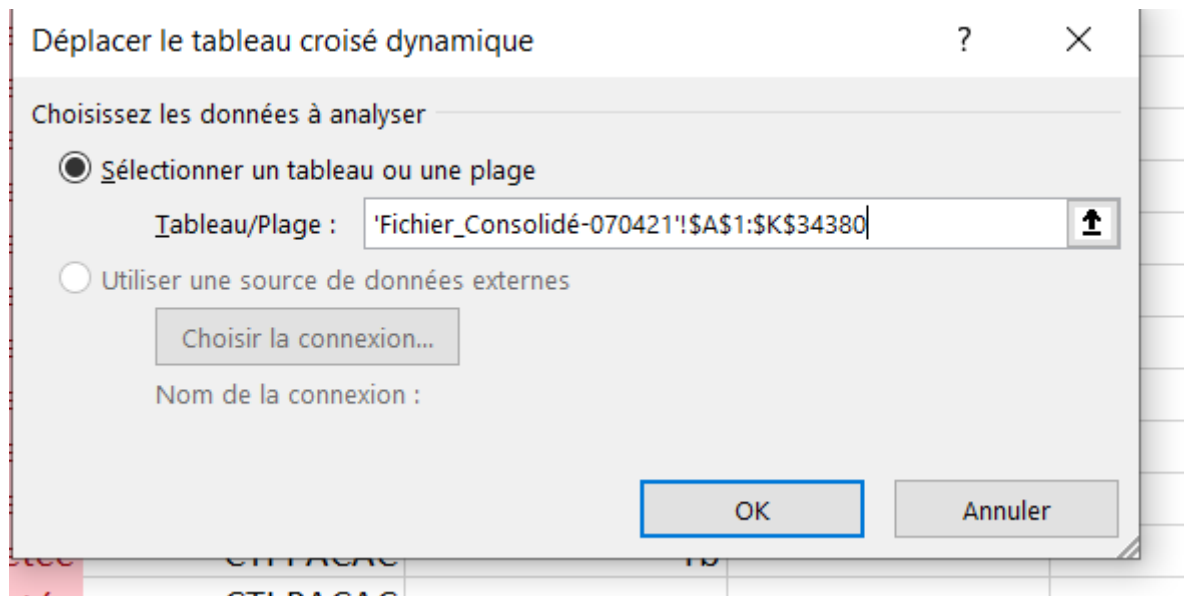 Déplacer le tableau croisé dynamique ?
Choisissez les données à analyser
Sélectionner un tableau ou une plage
Tableau/Plage : 'Fichier_Consolidé-070421'!$A$1:$K$34380
Utiliser une source de données externes
Choisir la connexion...
Nom de la connexion :
OK Annuler